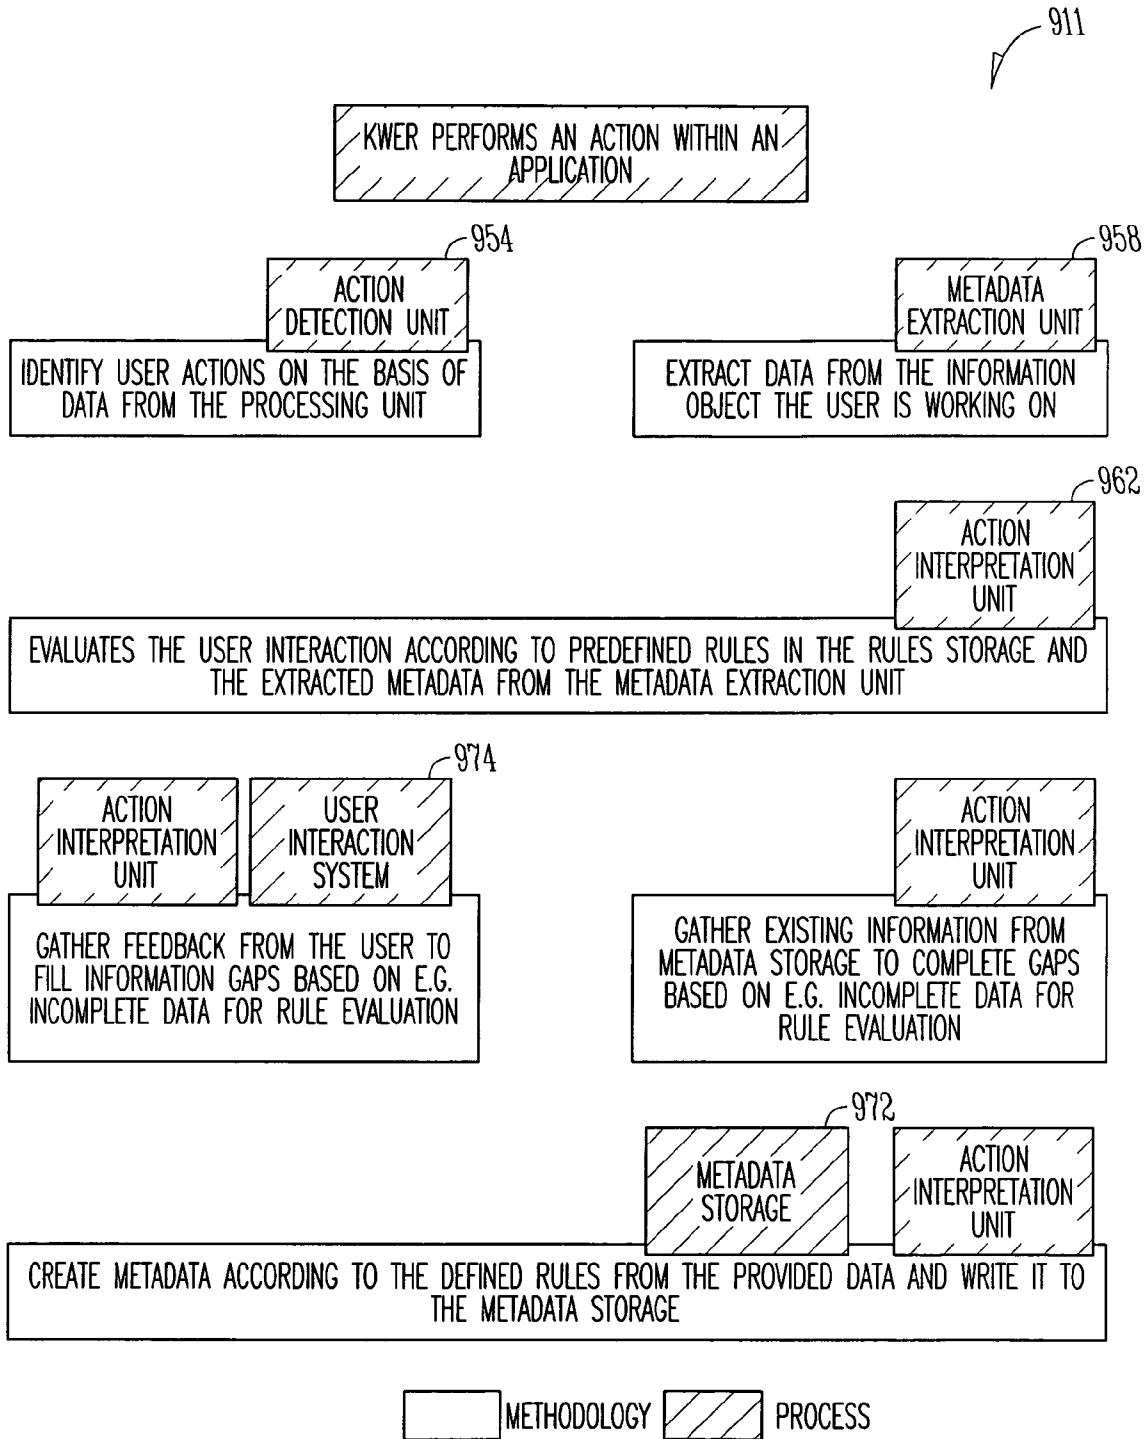 911
KWER PERFORMS AN ACTION WITHIN AN
APPLICATION
954
958
ACTION
DETECTION UNIT
METADATA
EXTRACTION UNIT
IDENTIFY USER ACTIONS ON THE BASIS OF
DATA FROM THE PROCESSING UNIT
EXTRACT DATA FROM THE INFORMATION
OBJECT THE USER IS WORKING ON
962
ACTION
INTERPRETATION
UNIT
EVALUATES THE USER INTERACTION ACCORDING TO PREDEFINED RULES IN THE RULES STORAGE AND
THE EXTRACTED METADATA FROM THE METADATA EXTRACTION UNIT
974
ACTION
INTERPRETATION
UNIT
USER
INTERACTION
SYSTEM
ACTION
INTERPRETATION
UNIT
GATHER FEEDBACK FROM THE USER TO
FILL INFORMATION GAPS BASED ON E.G.
INCOMPLETE DATA FOR RULE EVALUATION
GATHER EXISTING INFORMATION FROM
METADATA STORAGE TO COMPLETE GAPS
BASED ON E.G. INCOMPLETE DATA FOR
RULE EVALUATION
972
METADATA
STORAGE
ACTION
INTERPRETATION
UNIT
CREATE METADATA ACCORDING TO THE DEFINED RULES FROM THE PROVIDED DATA AND WRITE IT TO
THE METADATA STORAGE
METHODOLOGY
PROCESS